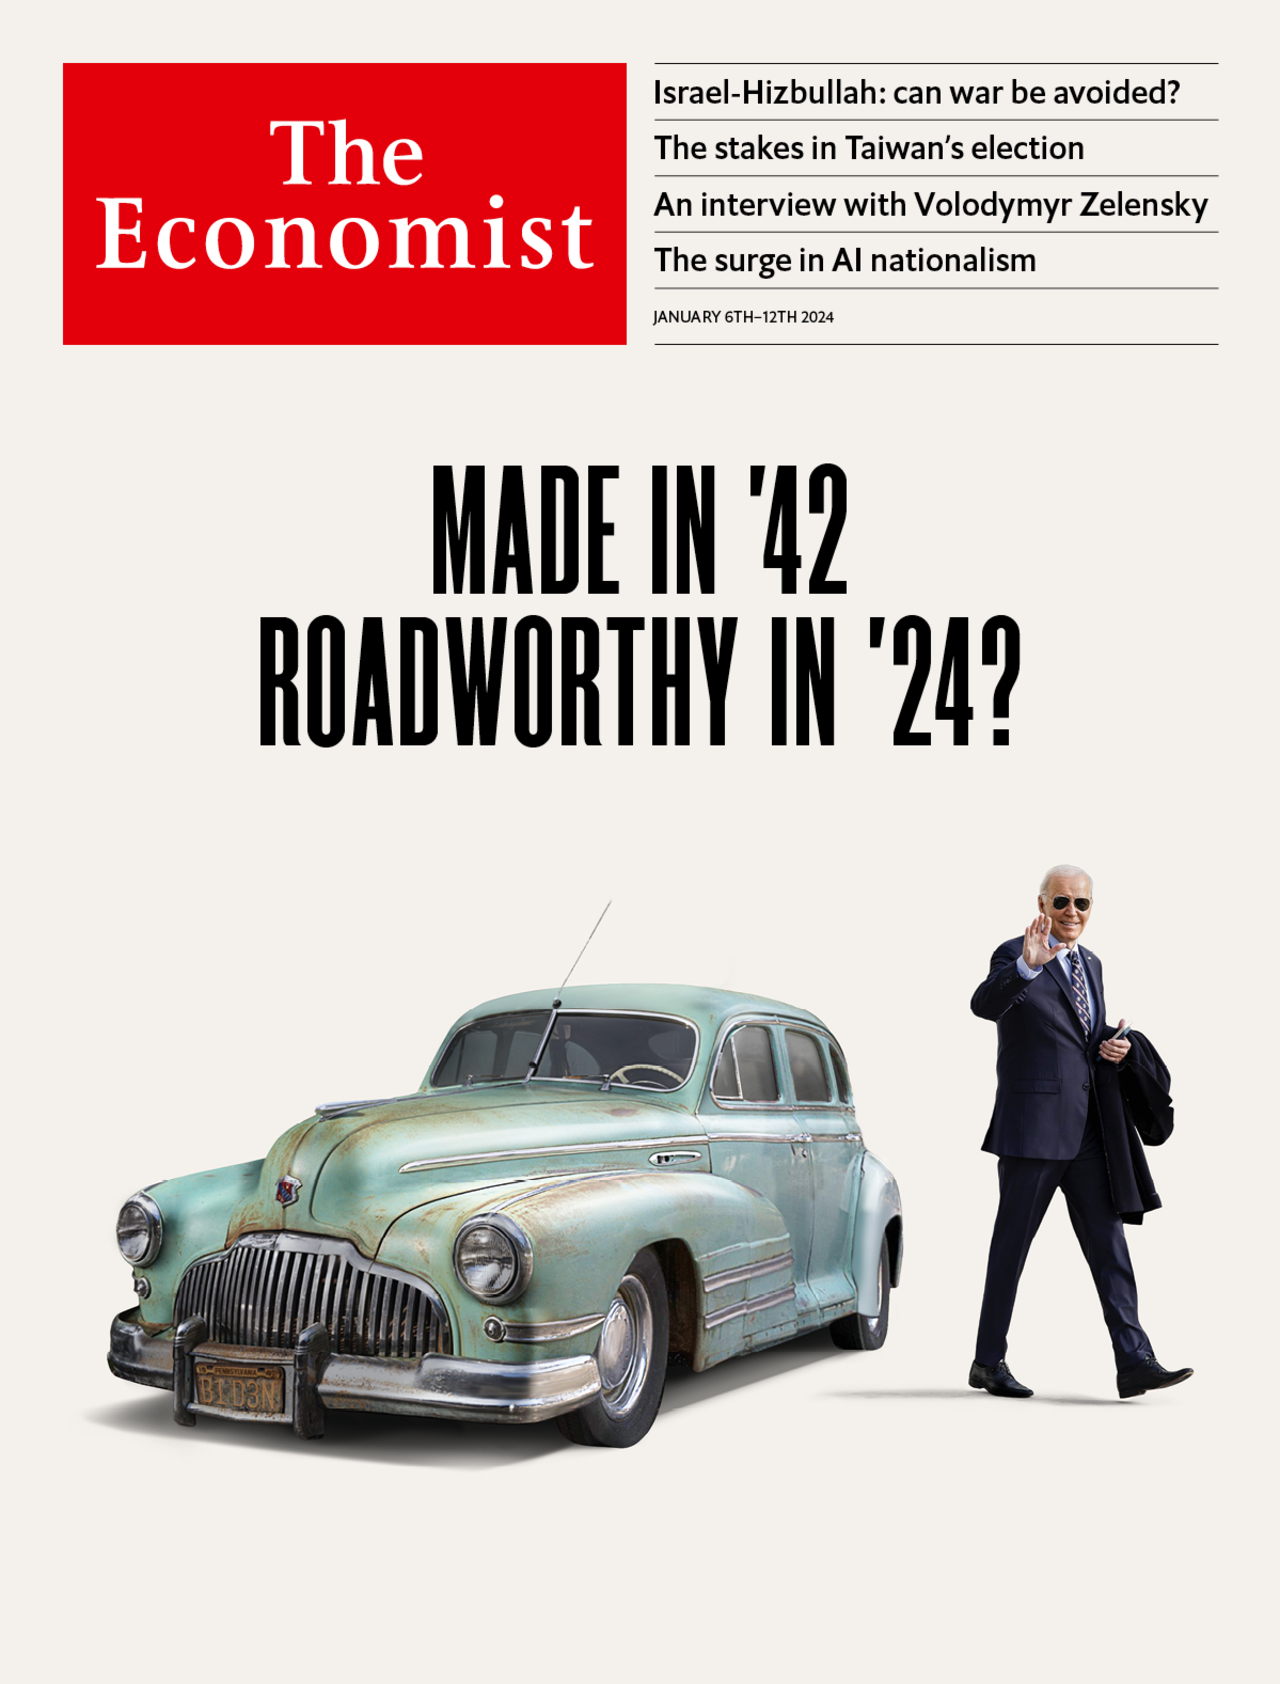 The
Economist
Israel-Hizbullah: can war be avoided?
The stakes in Taiwan's election
An interview with Volodymyr Zelensky
The surge in AI nationalism
JANUARY 6TH–12TH 2024
MADE IN '42
ROADWORTHY IN '24?
PENNSYLVANIA
B1D3N